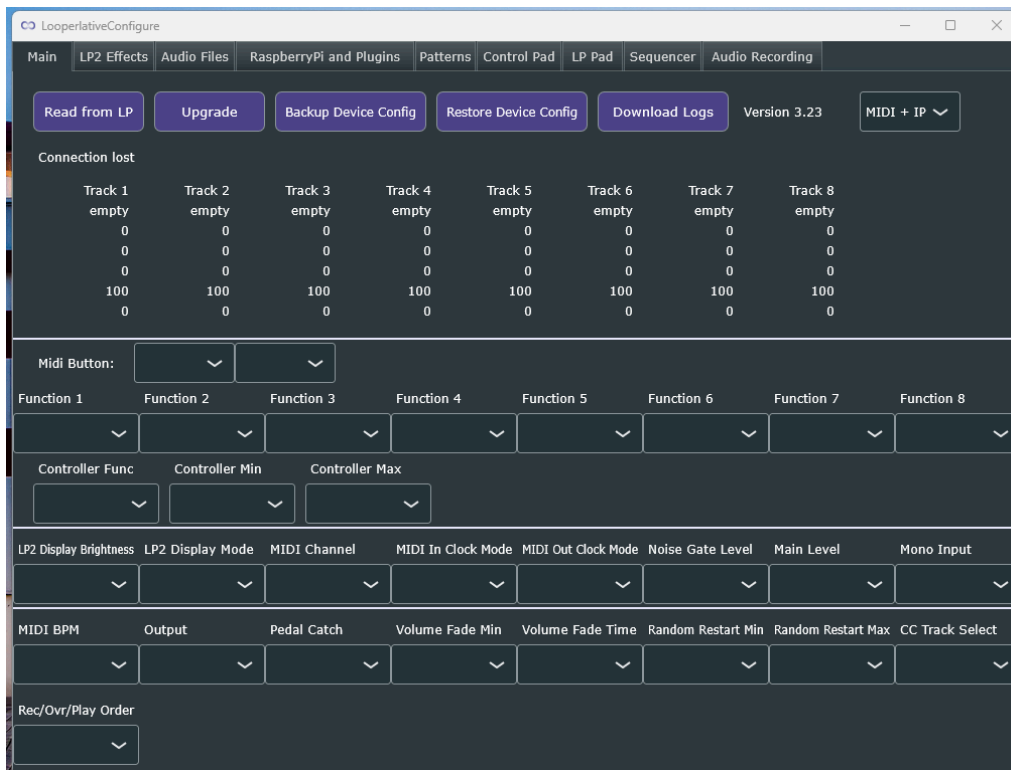 LooperlativeConfigure
Main LP2 Effects Audio Files RaspberryPi and Plugins Patterns Control Pad LP Pad Sequencer Audio Recording
Read from LP Upgrade Backup Device Config Restore Device Config Download Logs Version 3.23 MIDI + IP
Connection lost
Track 1 Track 2 Track 3 Track 4 Track 5 Track 6 Track 7 Track 8
empty empty empty empty empty empty empty empty
0 0 0 0 0 0 0 0
0 0 0 0 0 0 0 0
0 0 0 0 0 0 0 0
100 100 100 100 100 100 100 100
0 0 0 0 0 0 0 0
Midi Button:
Function 1 Function 2 Function 3 Function 4 Function 5 Function 6 Function 7 Function 8
Controller Func Controller Min Controller Max
LP2 Display Brightness LP2 Display Mode MIDI Channel MIDI In Clock Mode MIDI Out Clock Mode Noise Gate Level Main Level Mono Input
MIDI BPM Output Pedal Catch Volume Fade Min Volume Fade Time Random Restart Min Random Restart Max CC Track Select
Rec/Ovr/Play Order